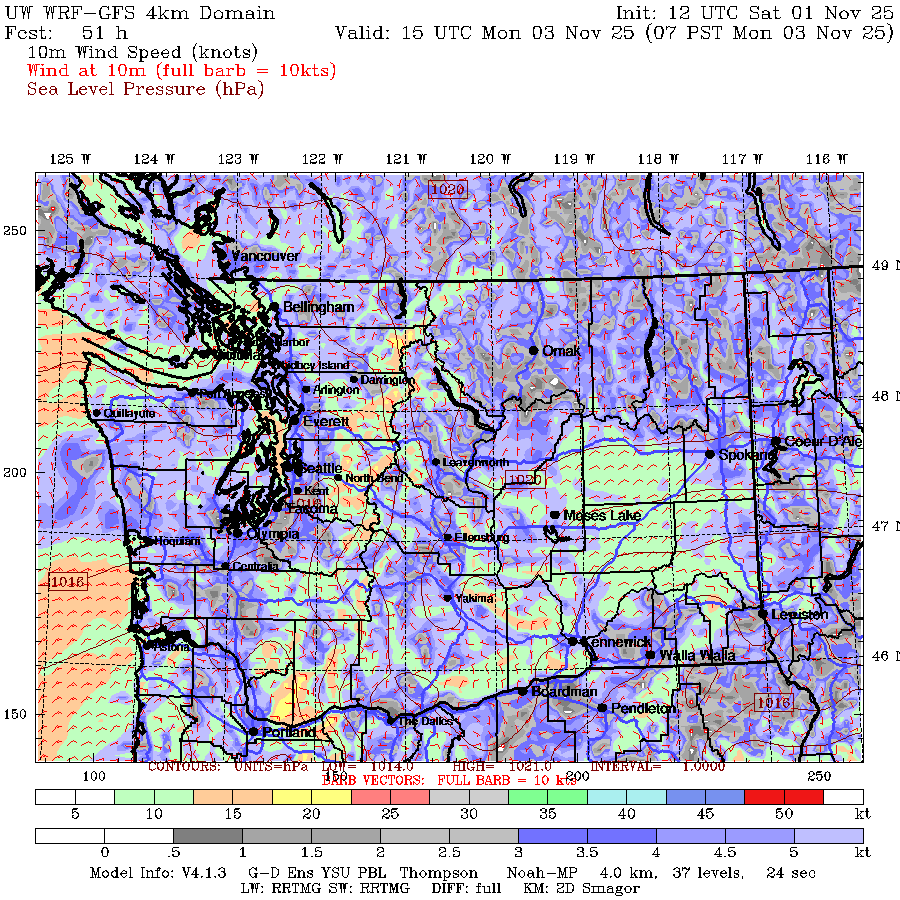 UW WRF-GFS 4km Domain Init: 12 UTC Sat 01 Nov 25
Fcst: 51 h Valid: 15 UTC Mon 03 Nov 25 (07 PST Mon 03 Nov 25)
10m Wind Speed (knots)
Wind at 10m (full barb = 10kts)
Sea Level Pressure (hPa)
125 W 124 W 123 W 122 W 121 W 120 W 119 W 118 W 117 W 116 W
1020
250
Vancouver
49 N
Bellingham
Harbor
Omak
Whidbey Island
Darrington
Arlington
48 N
Quillayute
Everett
Coeur D'Ale
Spokane
Leavenworth
Seattle
200
North Bend
1020
Kent
1016
Tacoma
Moses Lake
47 N
Olympia
Hoquiam
Ellensburg
Centralia
1016
Yakima
Lewiston
Kennewick
Astoria
Walla Walla
46 N
Boardman
1016
Pendleton
150
The Dalles
Portland
CONTOURS: UNITS=hPa LOW= 1014.0 HIGH= 1021.0 INTERVAL= 1.0000
100 150 200 250
BARB VECTORS: FULL BARB = 10 kts
5 10 15 20 25 30 35 40 45 50 kt
0 .5 1 1.5 2 2.5 3 3.5 4 4.5 5 kt
Model Info: V4.1.3 G-D Ens YSU PBL Thompson Noah-MP 4.0 km, 37 levels, 24 sec
LW: RRTMG SW: RRTMG DIFF: full KM: 2D Smagor